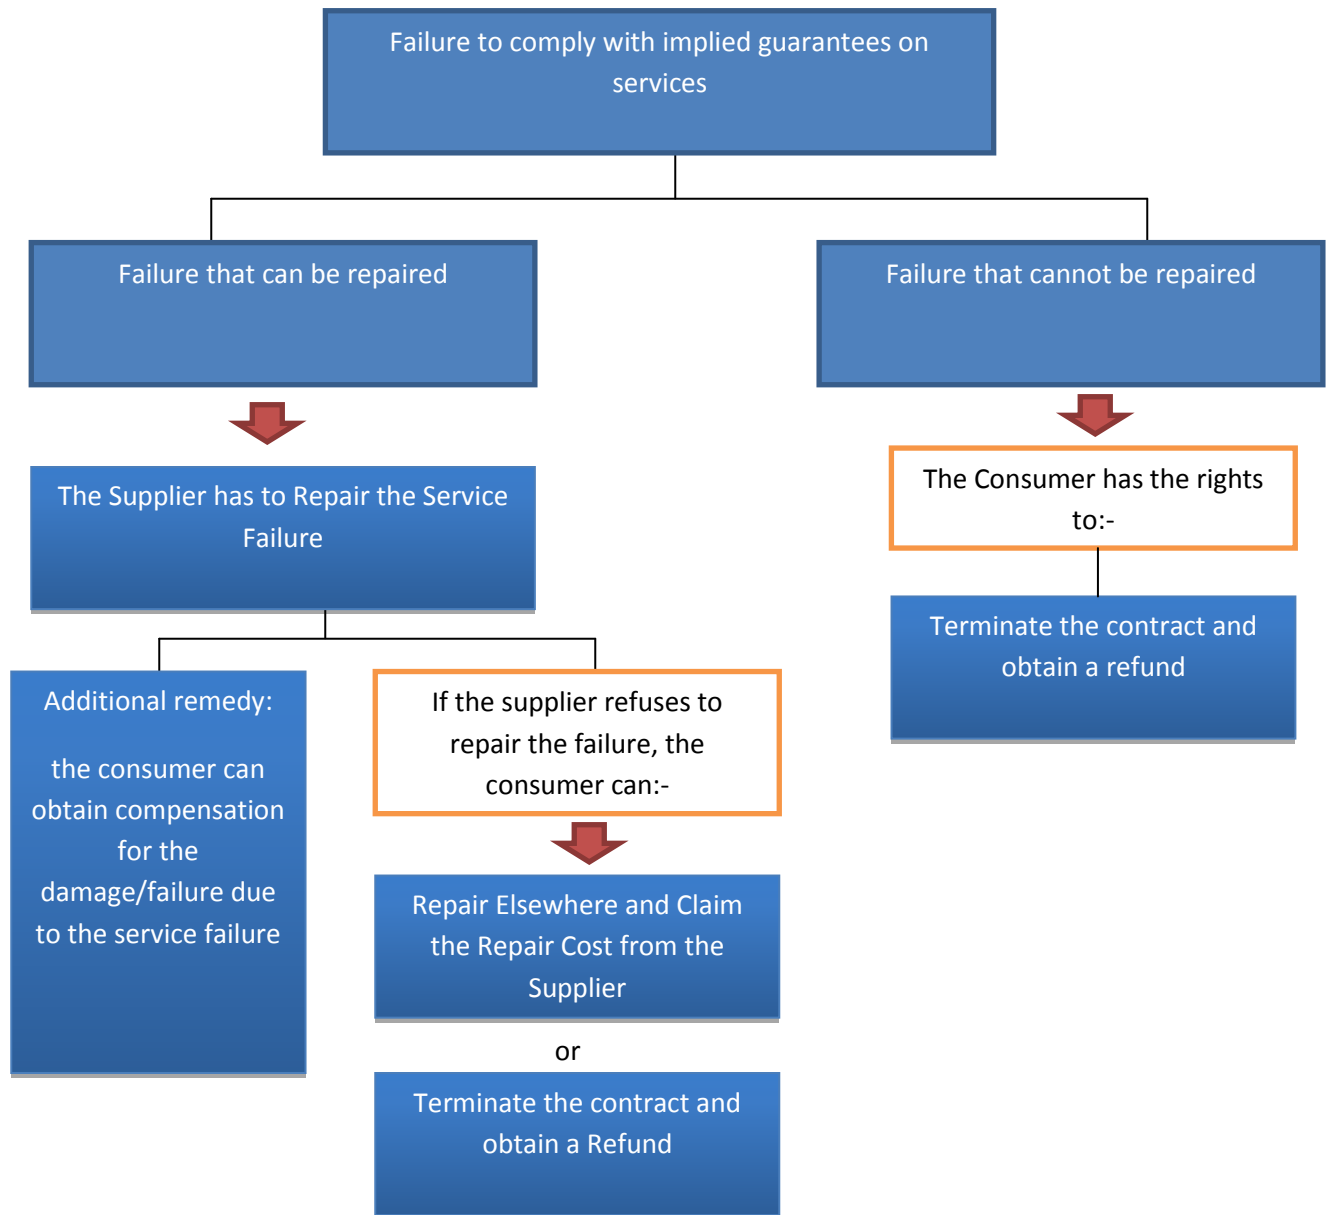 Failure to comply with implied guarantees on
services
Failure that can be repaired
Failure that cannot be repaired
The Supplier has to Repair the Service
Failure
The Consumer has the rights
to:-
Terminate the contract and
obtain a refund
Additional remedy:
the consumer can
obtain compensation
for the
damage/failure due
to the service failure
If the supplier refuses to
repair the failure, the
consumer can:-
Repair Elsewhere and Claim
the Repair Cost from the
Supplier
or
Terminate the contract and
obtain a Refund